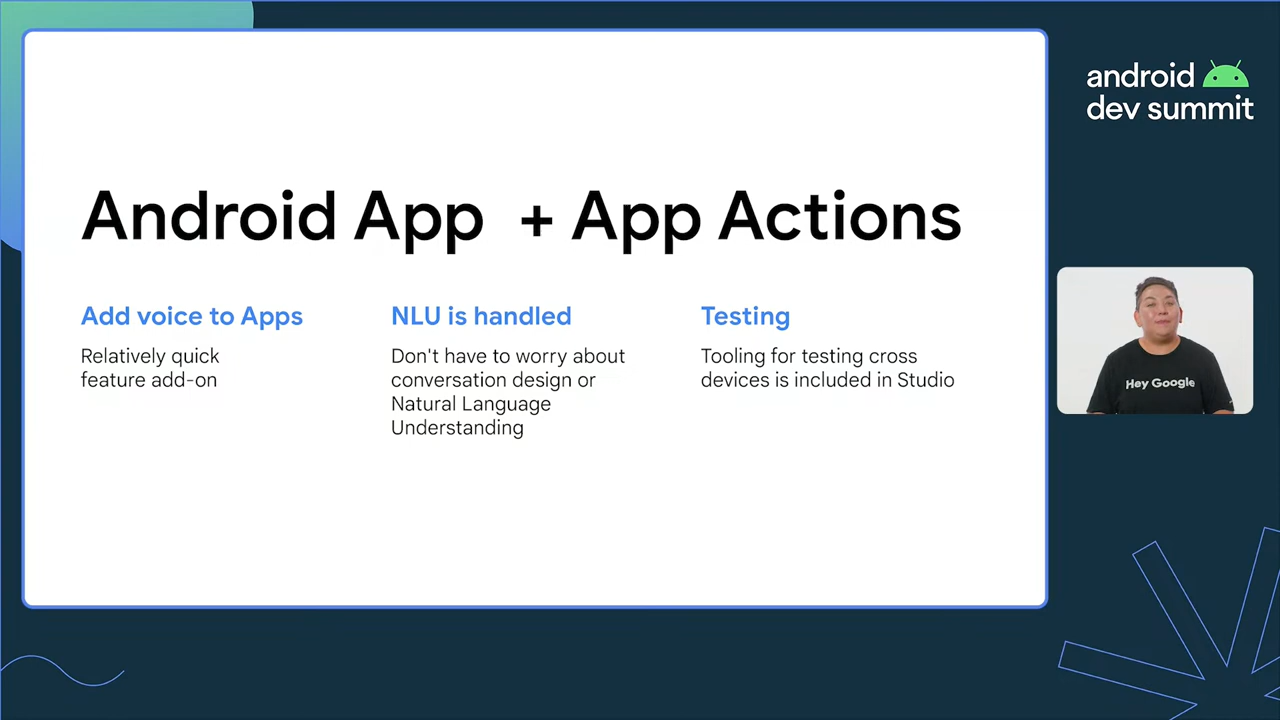 Android App + App Actions
Add voice to Apps
Relatively quick
feature add-on
NLU is handled
Don't have to worry about
conversation design or
Natural Language
Understanding
Testing
Tooling for testing cross
devices is included in Studio
android
dev summit
Hey Google